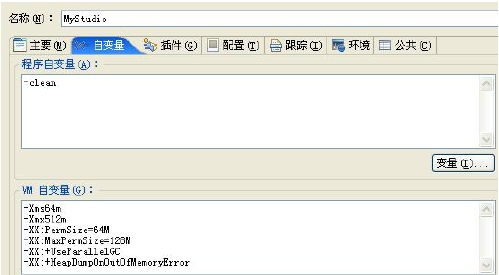 名称(N): MyStudio
主要(M) 自变量 插件(G) 配置(T) 跟踪(I) 环境 公共(C)
程序自变量(A):
-clean
变量(I)...
VM 自变量(G):
-Xms64m
-Xmx512m
-XX:PermSize=64M
-XX:MaxPermSize=128M
-XX:+UseParallelGC
-XX:+HeapDumpOnOutOfMemoryError